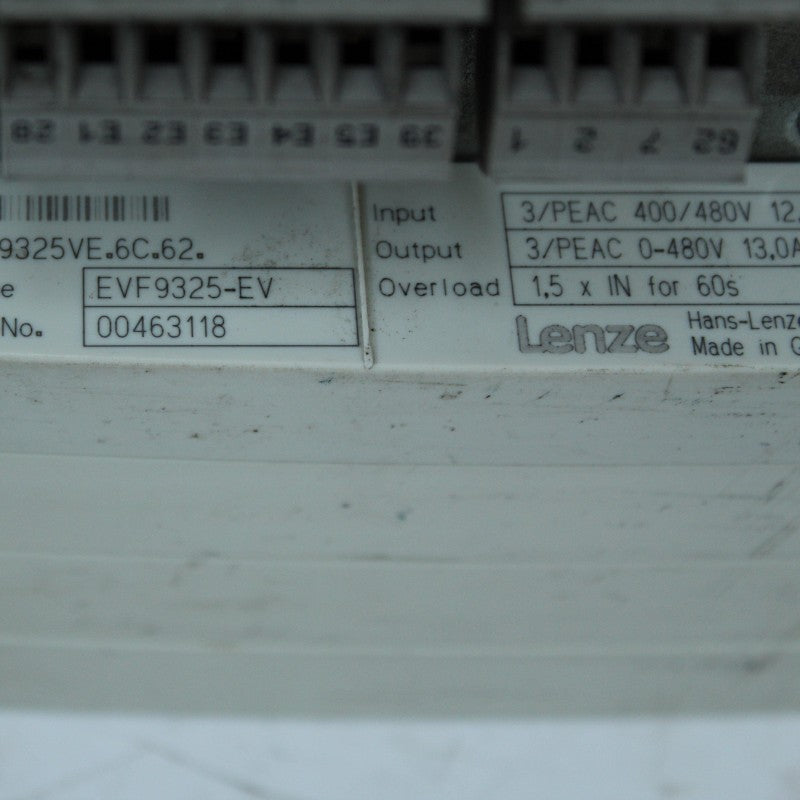 28 E1 E2 E3 E4 E5 39
1 2 7 62
9325VE.6C.62.
e EVF9325-EV
No. 00463118
Input 3/PEAC 400/480V 12.
Output 3/PEAC 0-480V 13,0A
Overload 1,5 x IN for 60s
Lenze Hans-Lenze
Made in G